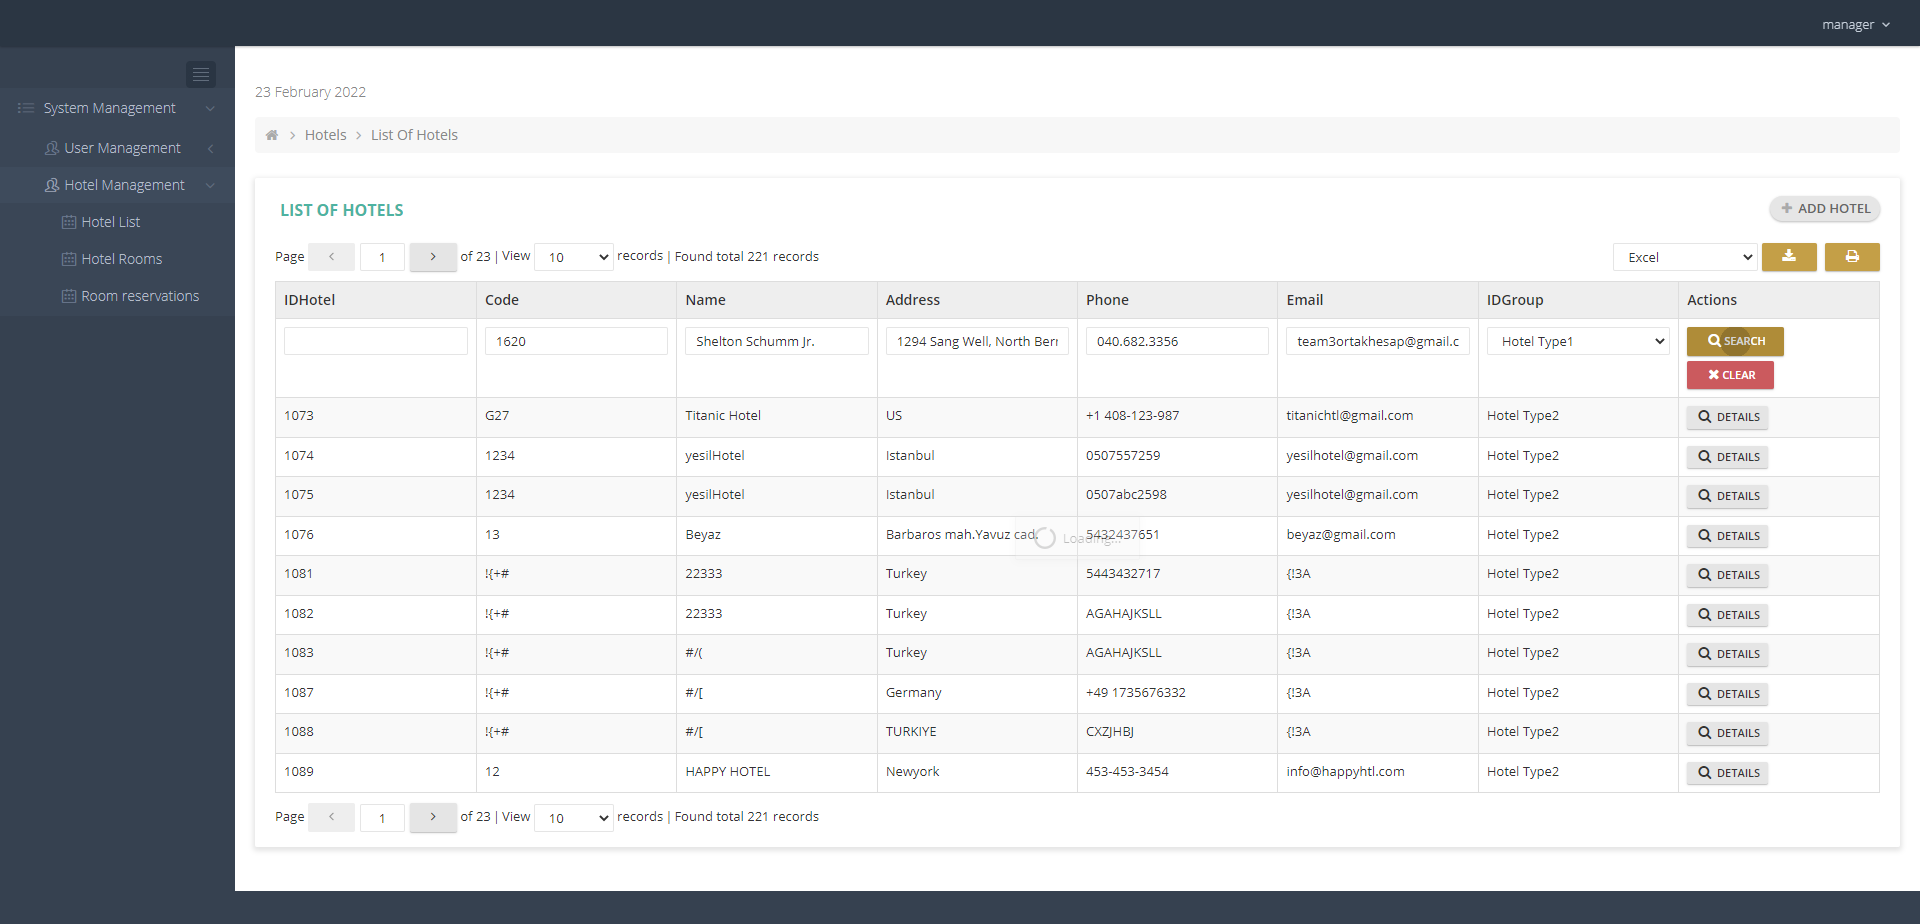 manager
System Management
User Management
Hotel Management
Hotel List
Hotel Rooms
Room reservations
23 February 2022
Hotels > List Of Hotels
LIST OF HOTELS
ADD HOTEL
Page 1 of 23 | View 10 records | Found total 221 records
Excel
IDHotel Code Name Address Phone Email IDGroup Actions
1620 Shelton Schumm Jr. 1294 Sang Well, North Berr 040.682.3356 team3ortakhesap@gmail.c Hotel Type1 SEARCH
CLEAR
1073 G27 Titanic Hotel US +1 408-123-987 titanichtl@gmail.com Hotel Type2 DETAILS
1074 1234 yesilHotel Istanbul 0507557259 yesilhotel@gmail.com Hotel Type2 DETAILS
1075 1234 yesilHotel Istanbul 0507abc2598 yesilhotel@gmail.com Hotel Type2 DETAILS
1076 13 Beyaz Barbaros mah.Yavuz cad. 5432437651 beyaz@gmail.com Hotel Type2 DETAILS
Loading...
1081 !{+# 22333 Turkey 5443432717 {!3A Hotel Type2 DETAILS
1082 !{+# 22333 Turkey AGAHAJKSLL {!3A Hotel Type2 DETAILS
1083 !{+# #/( Turkey AGAHAJKSLL {!3A Hotel Type2 DETAILS
1087 !{+# #/[ Germany +49 1735676332 {!3A Hotel Type2 DETAILS
1088 !{+# #/[ TURKIYE CXZJHBJ {!3A Hotel Type2 DETAILS
1089 12 HAPPY HOTEL Newyork 453-453-3454 info@happyhtl.com Hotel Type2 DETAILS
Page 1 of 23 | View 10 records | Found total 221 records